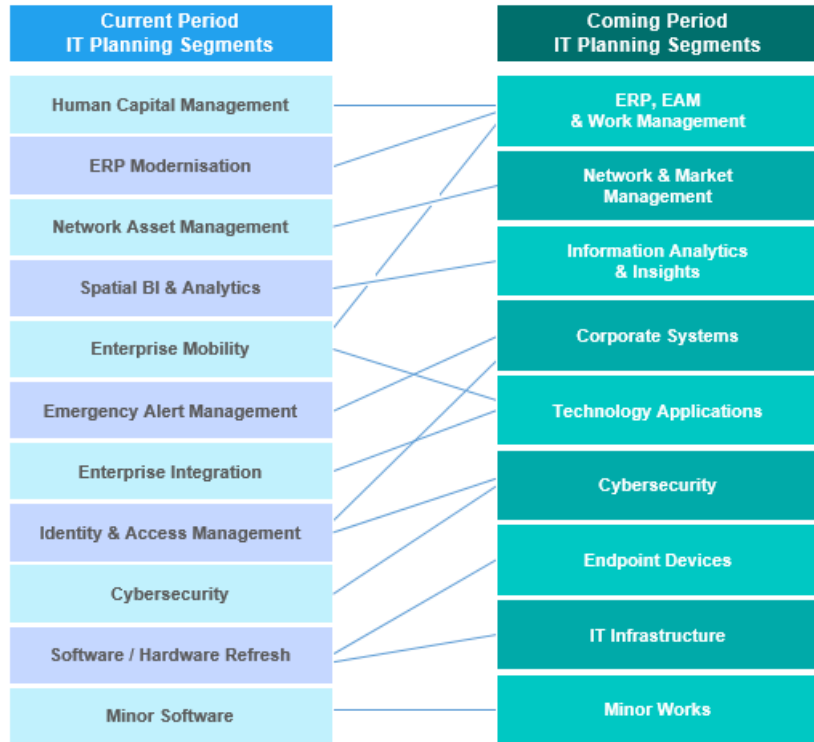 Current Period
IT Planning Segments
Human Capital Management
ERP Modernisation
Network Asset Management
Spatial BI & Analytics
Enterprise Mobility
Emergency Alert Management
Enterprise Integration
Identity & Access Management
Cybersecurity
Software / Hardware Refresh
Minor Software
Coming Period
IT Planning Segments
ERP, EAM
& Work Management
Network & Market
Management
Information Analytics
& Insights
Corporate Systems
Technology Applications
Cybersecurity
Endpoint Devices
IT Infrastructure
Minor Works